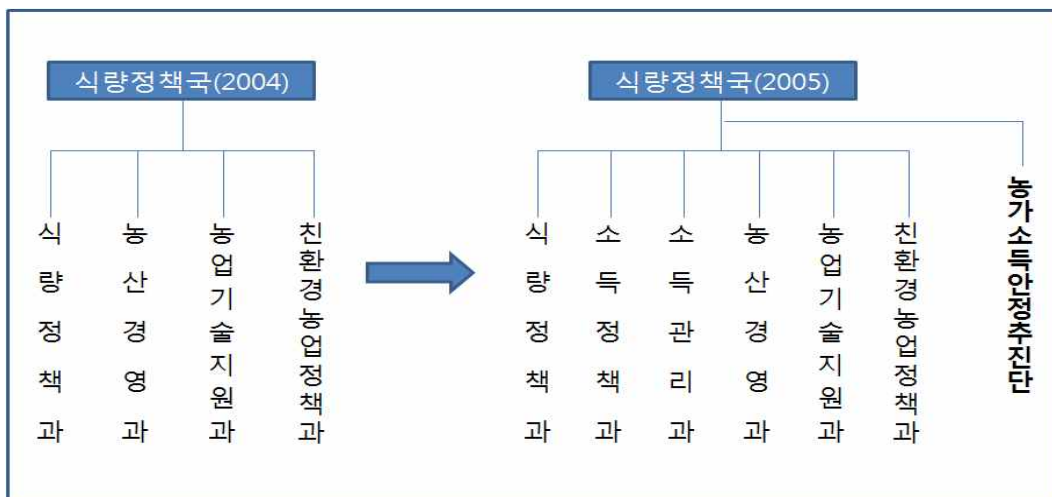 식량정책국(2004)
식량정책과
농산경영과
농업기술지원과
친환경농업정책과
식량정책국(2005)
식량정책과
소득정책과
소득관리과
농산경영과
농업기술지원과
친환경농업정책과
농가소득안정추진단